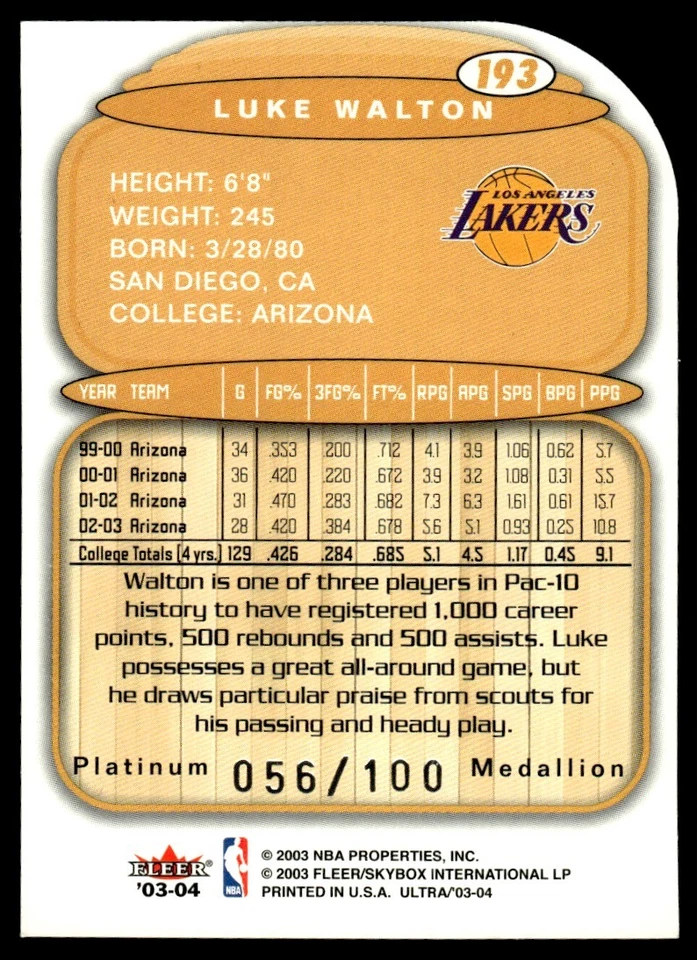 193
LUKE WALTON
HEIGHT: 6'8"
WEIGHT: 245
BORN: 3/28/80
SAN DIEGO, CA
COLLEGE: ARIZONA
LOS ANGELES
LAKERS
YEAR TEAM G FG% 3FG% FT% RPG APG SPG BPG PPG
99-00 Arizona 34 .353 .200 .712 4.1 3.9 1.06 0.62 5.7
00-01 Arizona 36 .420 .220 .672 3.9 3.2 1.08 0.31 5.5
01-02 Arizona 31 .470 .283 .682 7.3 6.3 1.61 0.61 15.7
02-03 Arizona 28 .420 .384 .678 5.6 5.1 0.93 0.25 10.8
College Totals (4 yrs.) 129 .426 .284 .685 5.1 4.5 1.17 0.45 9.1
Walton is one of three players in Pac-10
history to have registered 1,000 career
points, 500 rebounds and 500 assists. Luke
possesses a great all-around game, but
he draws particular praise from scouts for
his passing and heady play.
Platinum 056/100 Medallion
FLEER®
'03-04
NBA
© 2003 NBA PROPERTIES, INC.
© 2003 FLEER/SKYBOX INTERNATIONAL LP
PRINTED IN U.S.A. ULTRA/'03-04